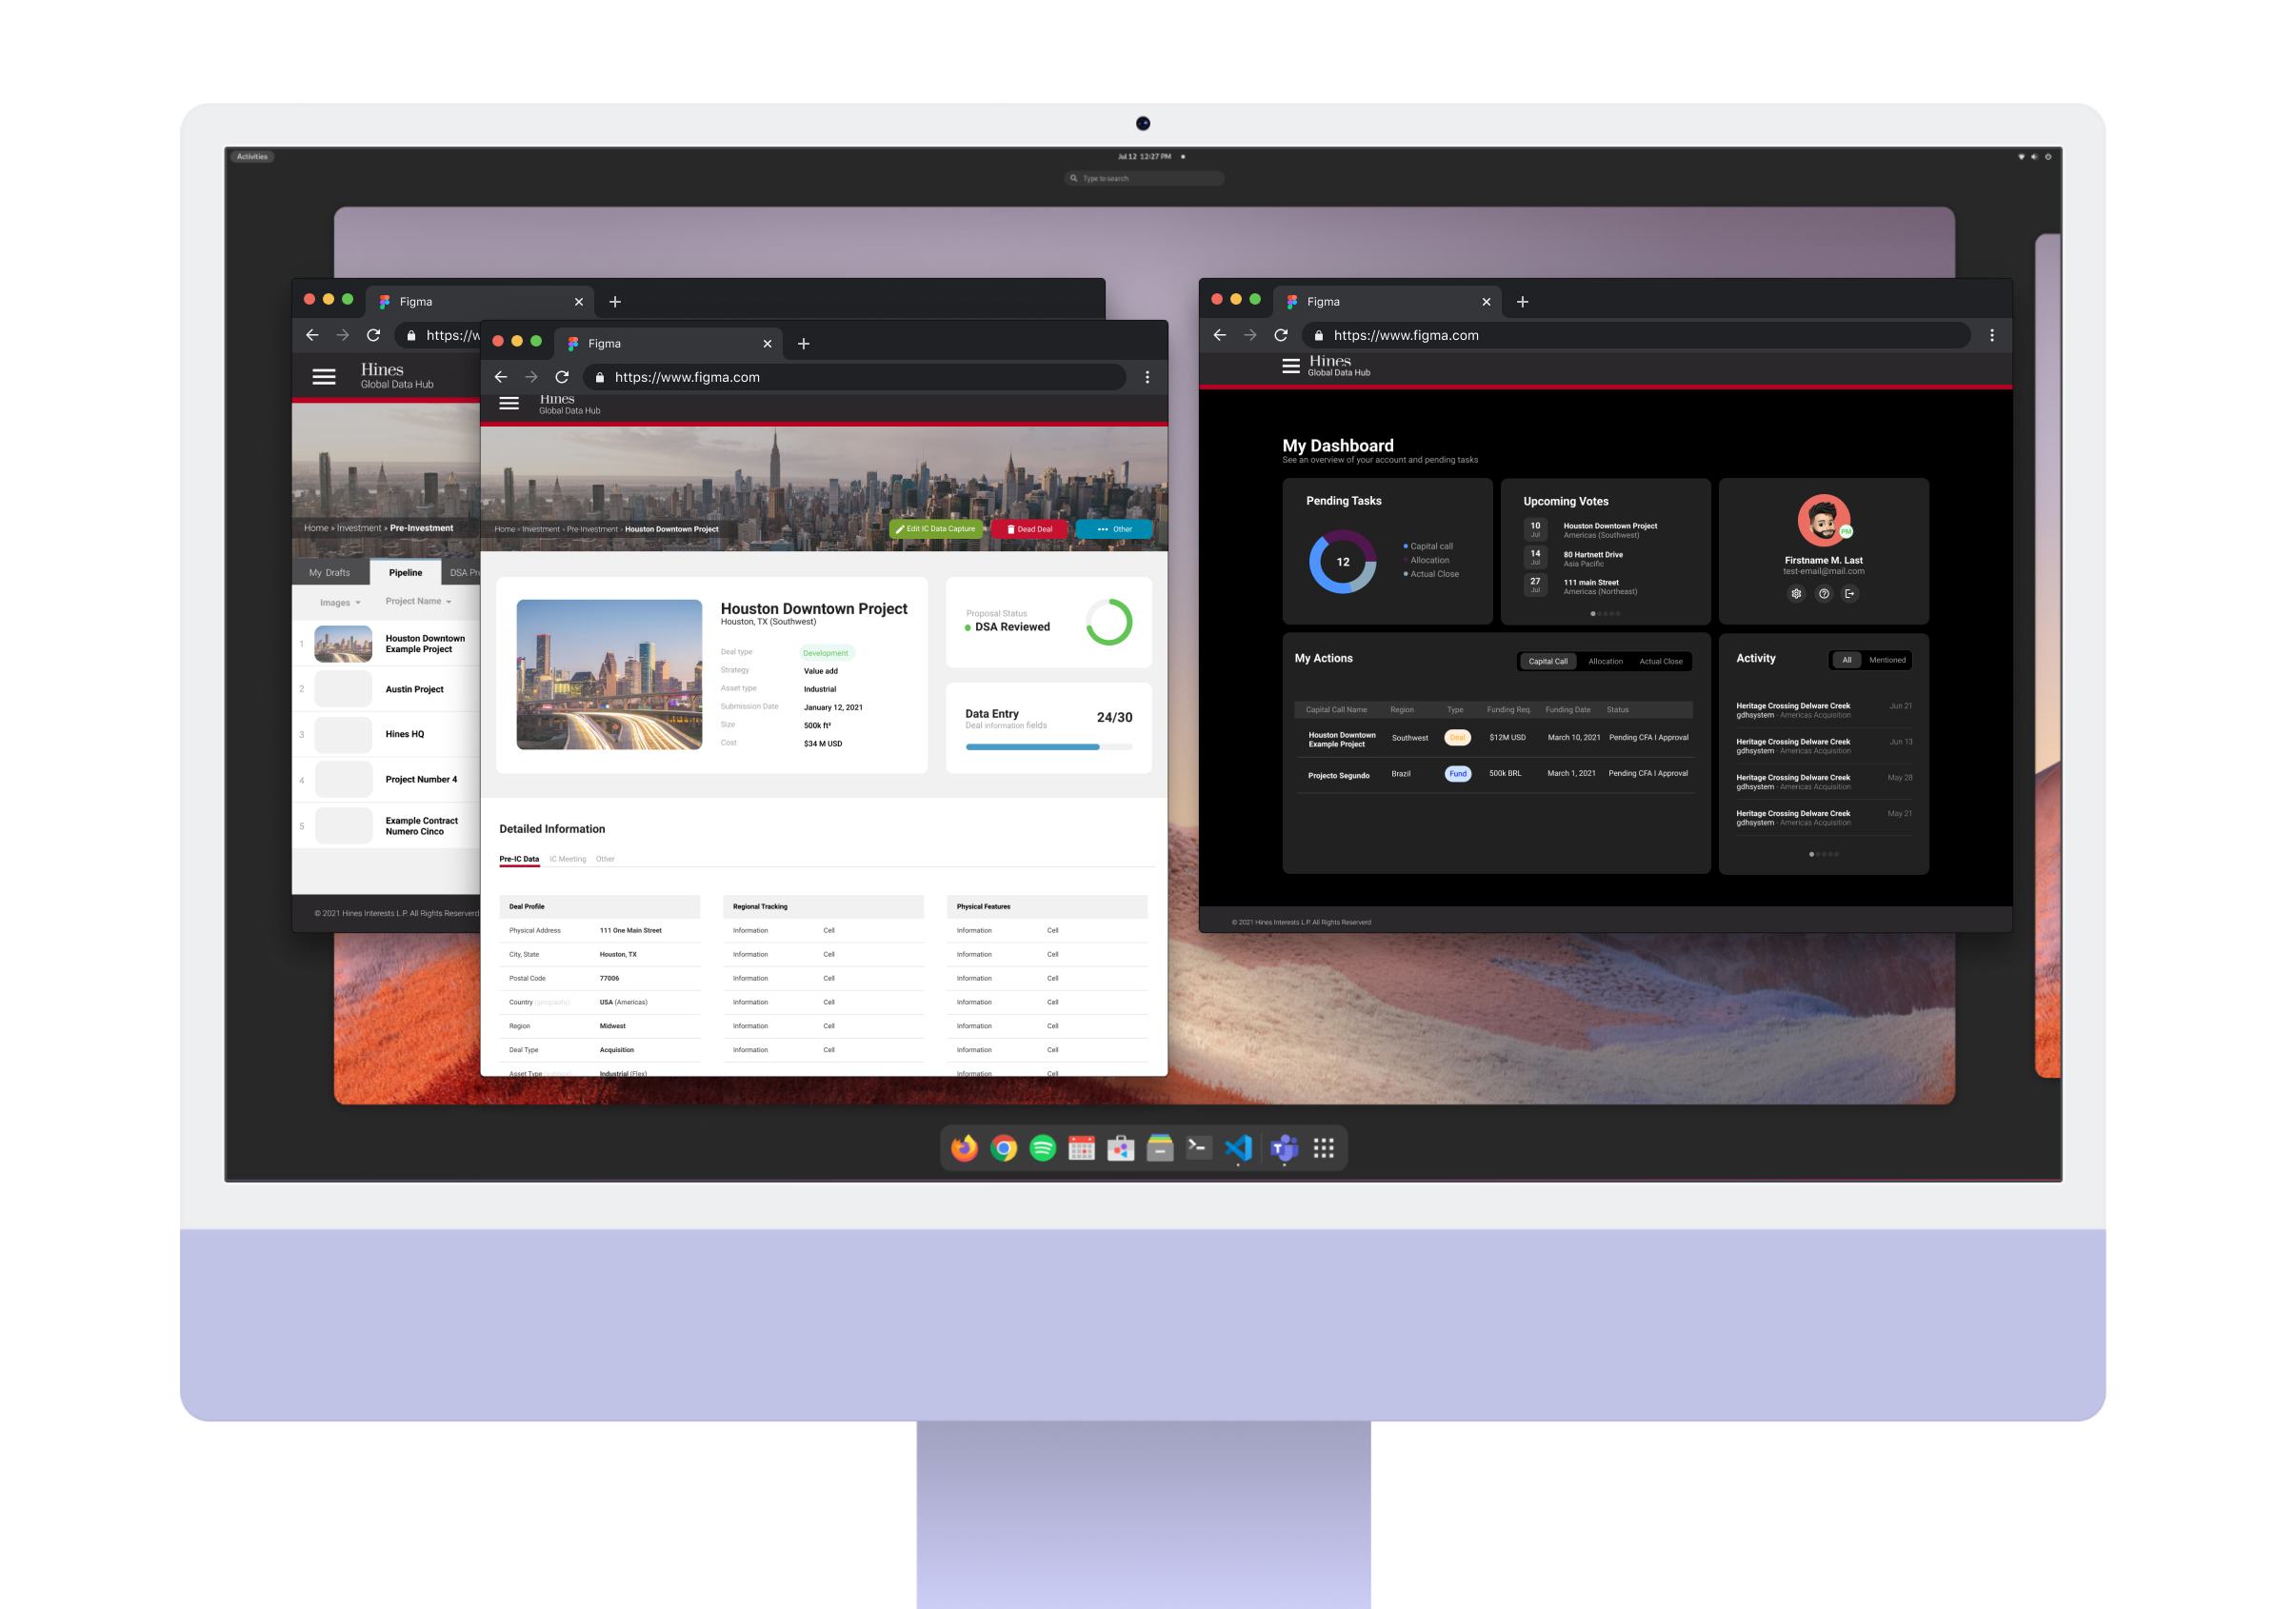 Activities
Jul 12 12:27 PM
Type to search
Figma
https://w
Hines
Global Data Hub
Home » Investment » Pre-Investment
My Drafts
Pipeline
DSA Pr
Images
Project Name
1
Houston Downtown
Example Project
2
Austin Project
3
Hines HQ
4
Project Number 4
5
Example Contract
Numero Cinco
© 2021 Hines Interests L.P. All Rights Reserverd
Figma
https://www.figma.com
Hines
Global Data Hub
Home » Investment » Pre-Investment » Houston Downtown Project
Edit IC Data Capture
Dead Deal
Other
Houston Downtown Project
Houston, TX (Southwest)
Deal type Development
Strategy Value add
Asset type Industrial
Submission Date January 12, 2021
Size 500k ft²
Cost $34 M USD
Proposal Status
DSA Reviewed
Data Entry
Deal information fields
24/30
Detailed Information
Pre-IC Data IC Meeting Other
Deal Profile
Physical Address 111 One Main Street
City, State Houston, TX
Postal Code 77006
Country (geography) USA (Americas)
Region Midwest
Deal Type Acquisition
Asset Type Industrial (Flex)
Regional Tracking
Information Cell
Information Cell
Information Cell
Information Cell
Information Cell
Information Cell
Physical Features
Information Cell
Information Cell
Information Cell
Information Cell
Information Cell
Information Cell
Information Cell
Figma
https://www.figma.com
Hines
Global Data Hub
My Dashboard
See an overview of your account and pending tasks
Pending Tasks
12
Capital call
Allocation
Actual Close
Upcoming Votes
10 Jul
Houston Downtown Project
Americas (Southwest)
14 Jul
80 Hartnett Drive
Asia Pacific
27 Jul
111 main Street
Americas (Northeast)
PM
Firstname M. Last
test-email@mail.com
My Actions
Capital Call Allocation Actual Close
Capital Call Name Region Type Funding Req. Funding Date Status
Houston Downtown
Example Project
Southwest Deal $12M USD March 10, 2021 Pending CFA I Approval
Projecto Segundo Brazil Fund 500k BRL March 1, 2021 Pending CFA I Approval
Activity
All Mentioned
Heritage Crossing Delware Creek Jun 21
gdhsystem · Americas Acquisition
Heritage Crossing Delware Creek Jun 13
gdhsystem · Americas Acquisition
Heritage Crossing Delware Creek May 28
gdhsystem · Americas Acquisition
Heritage Crossing Delware Creek May 21
gdhsystem · Americas Acquisition
© 2021 Hines Interests L.P. All Rights Reserverd